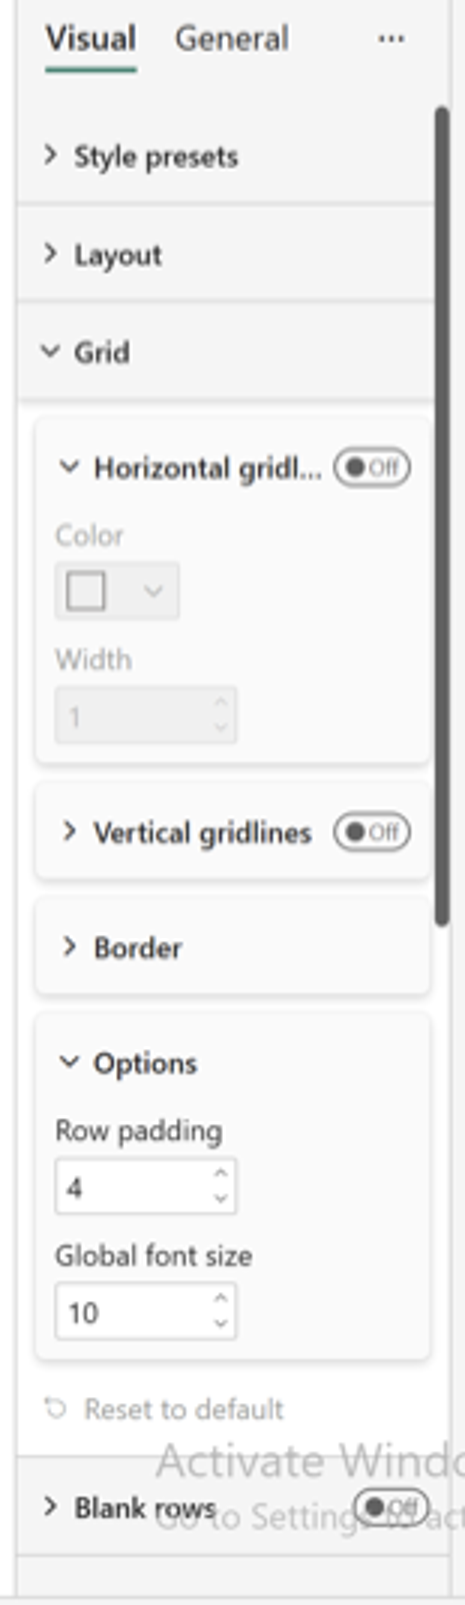 Visual General ...
Style presets
Layout
Grid
Horizontal gridl... Off
Color
Width
1
Vertical gridlines Off
Border
Options
Row padding
4
Global font size
10
Reset to default
Activate Windo
Blank rows Off
Go to Settings to act